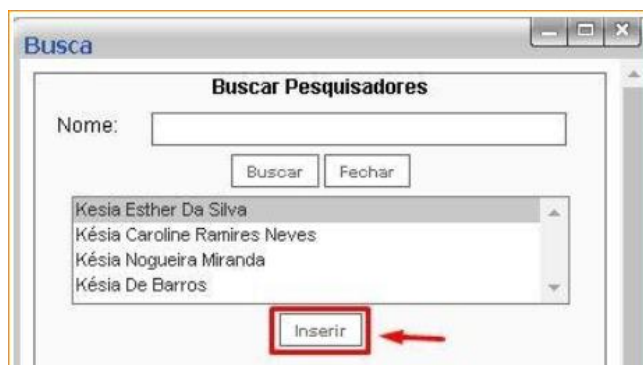 Busca
Buscar Pesquisadores
Nome:
Buscar Fechar
Kesia Esther Da Silva
Késia Caroline Ramires Neves
Késia Nogueira Miranda
Késia De Barros
Inserir